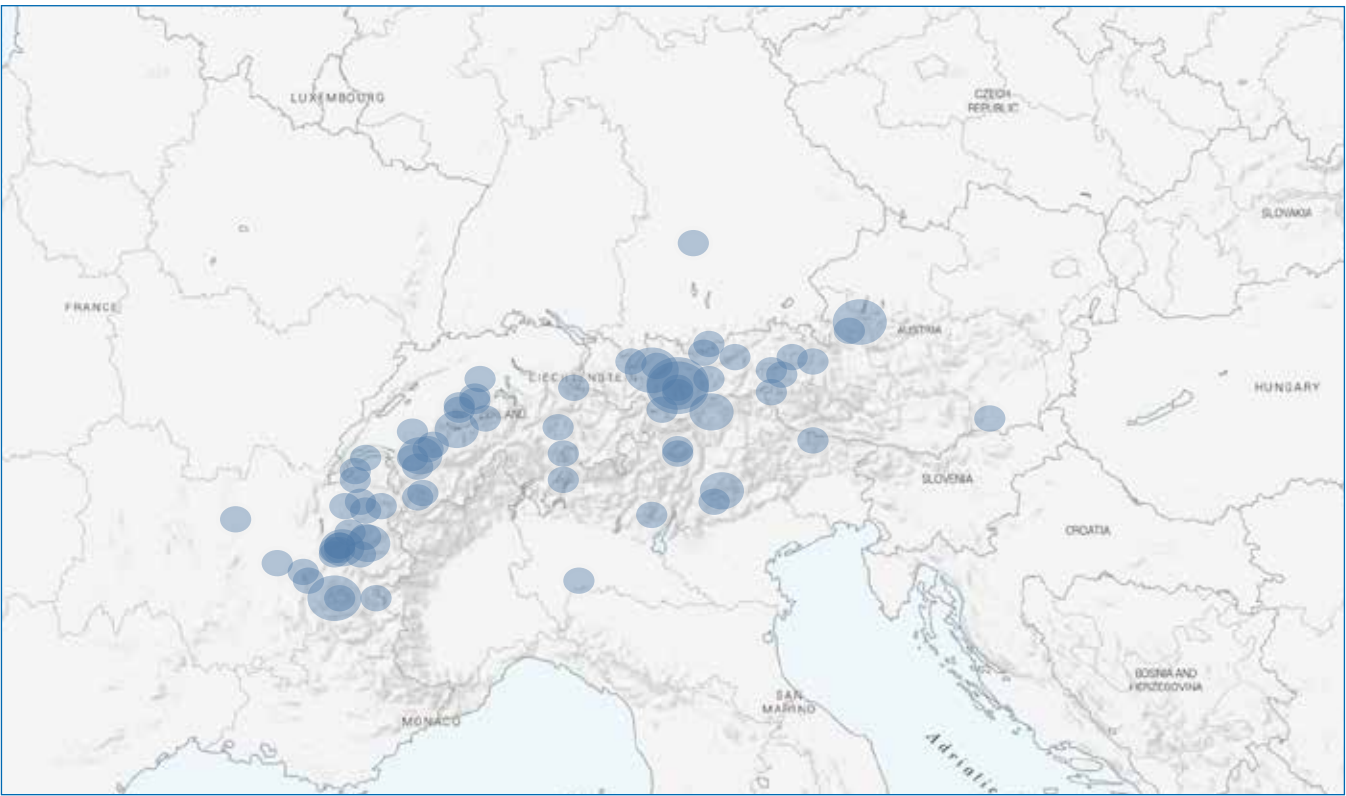 LUXEMBOURG
CZECH
REPUBLIC
SLOVAKIA
FRANCE
AUSTRIA
LIECHTENSTEIN
HUNGARY
SLOVENIA
CROATIA
BOSNIA AND
HERZEGOVINA
SAN
MARINO
MONACO
Adriatic